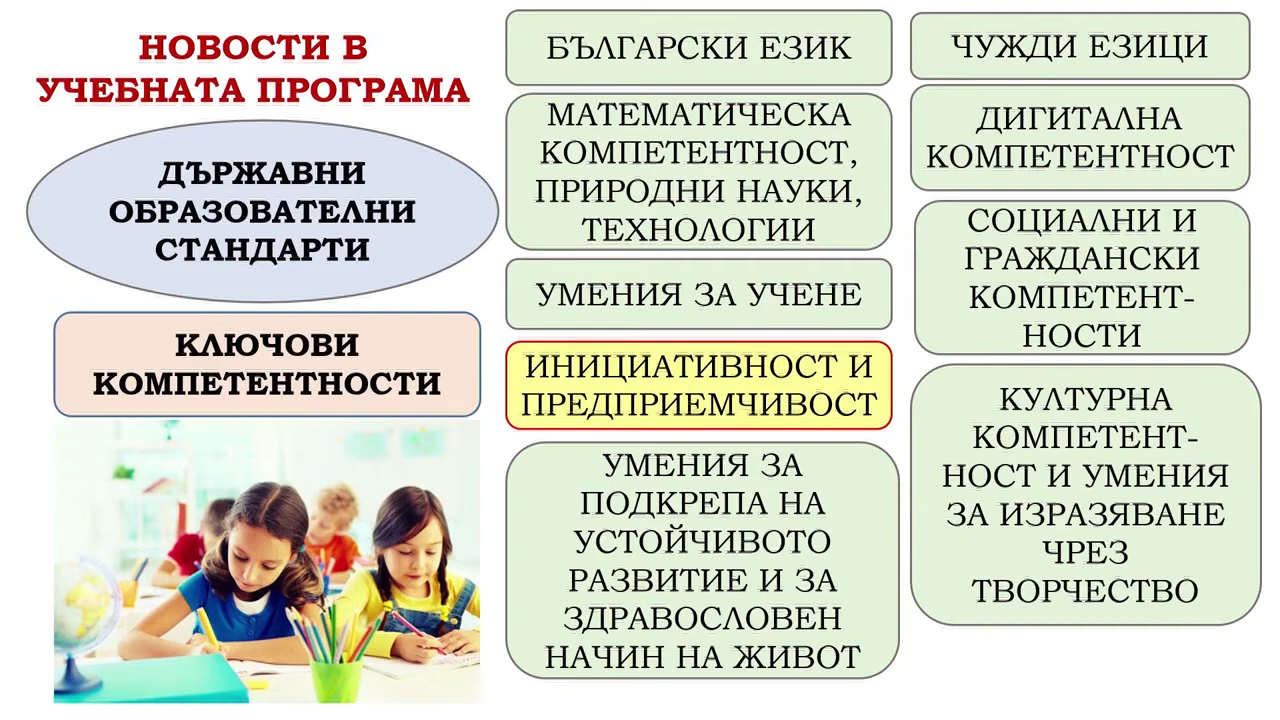 НОВОСТИ В
УЧЕБНАТА ПРОГРАМА
ДЪРЖАВНИ
ОБРАЗОВАТЕЛНИ
СТАНДАРТИ
КЛЮЧОВИ
КОМПЕТЕНТНОСТИ
БЪЛГАРСКИ ЕЗИК
МАТЕМАТИЧЕСКА
КОМПЕТЕНТНОСТ,
ПРИРОДНИ НАУКИ,
ТЕХНОЛОГИИ
УМЕНИЯ ЗА УЧЕНЕ
ИНИЦИАТИВНОСТ И
ПРЕДПРИЕМЧИВОСТ
УМЕНИЯ ЗА
ПОДКРЕПА НА
УСТОЙЧИВОТО
РАЗВИТИЕ И ЗА
ЗДРАВОСЛОВЕН
НАЧИН НА ЖИВОТ
ЧУЖДИ ЕЗИЦИ
ДИГИТАЛНА
КОМПЕТЕНТНОСТ
СОЦИАЛНИ И
ГРАЖДАНСКИ
КОМПЕТЕНТ-
НОСТИ
КУЛТУРНА
КОМПЕТЕНТ-
НОСТ И УМЕНИЯ
ЗА ИЗРАЗЯВАНЕ
ЧРЕЗ
ТВОРЧЕСТВО